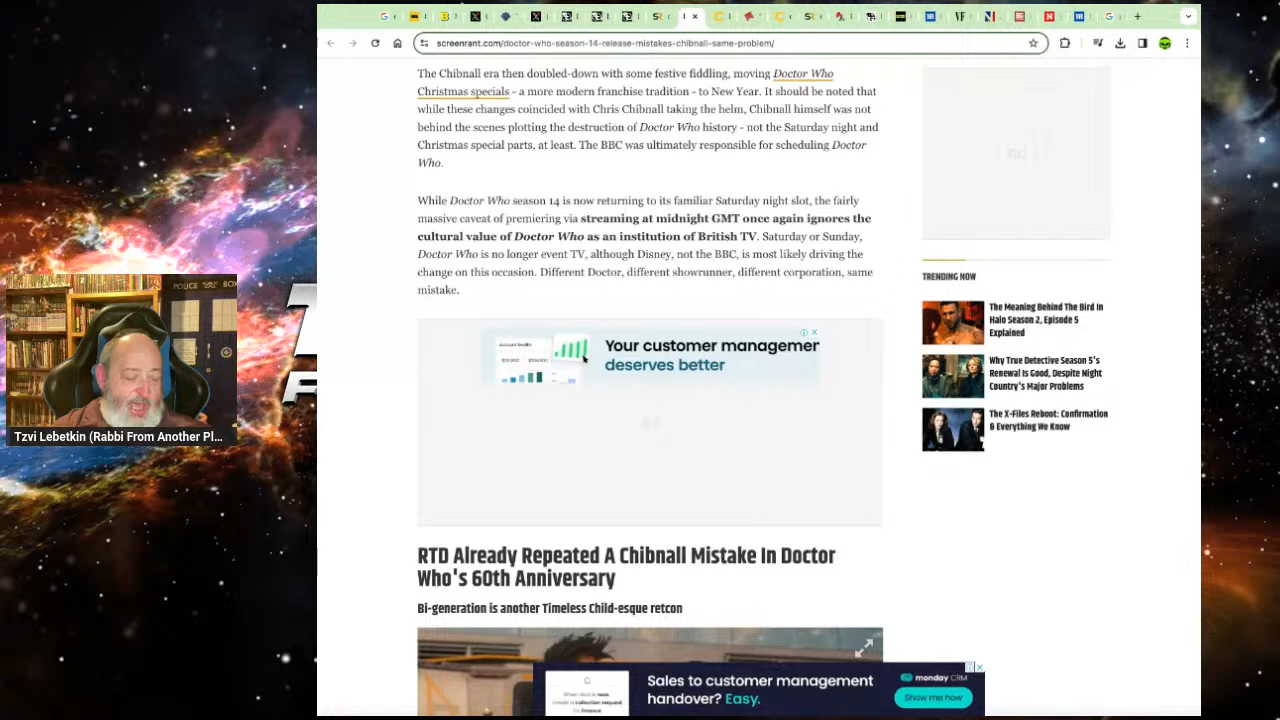 screenrant.com/doctor-who-season-14-release-mistakes-chibnall-same-problem/
The Chibnall era then doubled-down with some festive fiddling, moving Doctor Who
Christmas specials - a more modern franchise tradition - to New Year. It should be noted that
while these changes coincided with Chris Chibnall taking the helm, Chibnall himself was not
behind the scenes plotting the destruction of Doctor Who history - not the Saturday night and
Christmas special parts, at least. The BBC was ultimately responsible for scheduling Doctor
Who.
While Doctor Who season 14 is now returning to its familiar Saturday night slot, the fairly
massive caveat of premiering via streaming at midnight GMT once again ignores the
cultural value of Doctor Who as an institution of British TV. Saturday or Sunday,
Doctor Who is no longer event TV, although Disney, not the BBC, is most likely driving the
change on this occasion. Different Doctor, different showrunner, different corporation, same
mistake.
Your customer managemer
deserves better
RTD Already Repeated A Chibnall Mistake In Doctor
Who's 60th Anniversary
Bi-generation is another Timeless Child-esque retcon
Sales to customer management
handover? Easy.
monday CRM
Show me how
TRENDING NOW
The Meaning Behind The Bird In
Halo Season 2, Episode 5
Explained
Why True Detective Season 5's
Renewal Is Good, Despite Night
Country's Major Problems
The X-Files Reboot: Confirmation
& Everything We Know
POLICE
BOX
Tzvi Lebetkin (Rabbi From Another Pl...